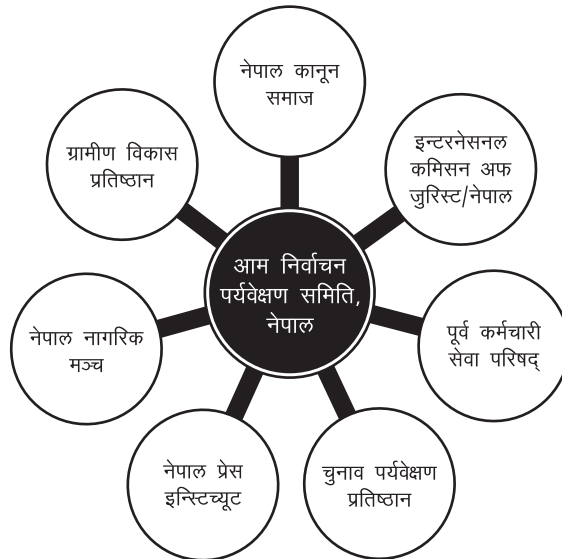 नेपाल कानून
समाज
इन्टरनेसनल
कमिसन अफ
जुरिस्ट/नेपाल
पूर्व कर्मचारी
सेवा परिषद्
चुनाव पर्यवेक्षण
प्रतिष्ठान
नेपाल प्रेस
इन्स्टिच्यूट
नेपाल नागरिक
मञ्च
ग्रामीण विकास
प्रतिष्ठान
आम निर्वाचन
पर्यवेक्षण समिति,
नेपाल